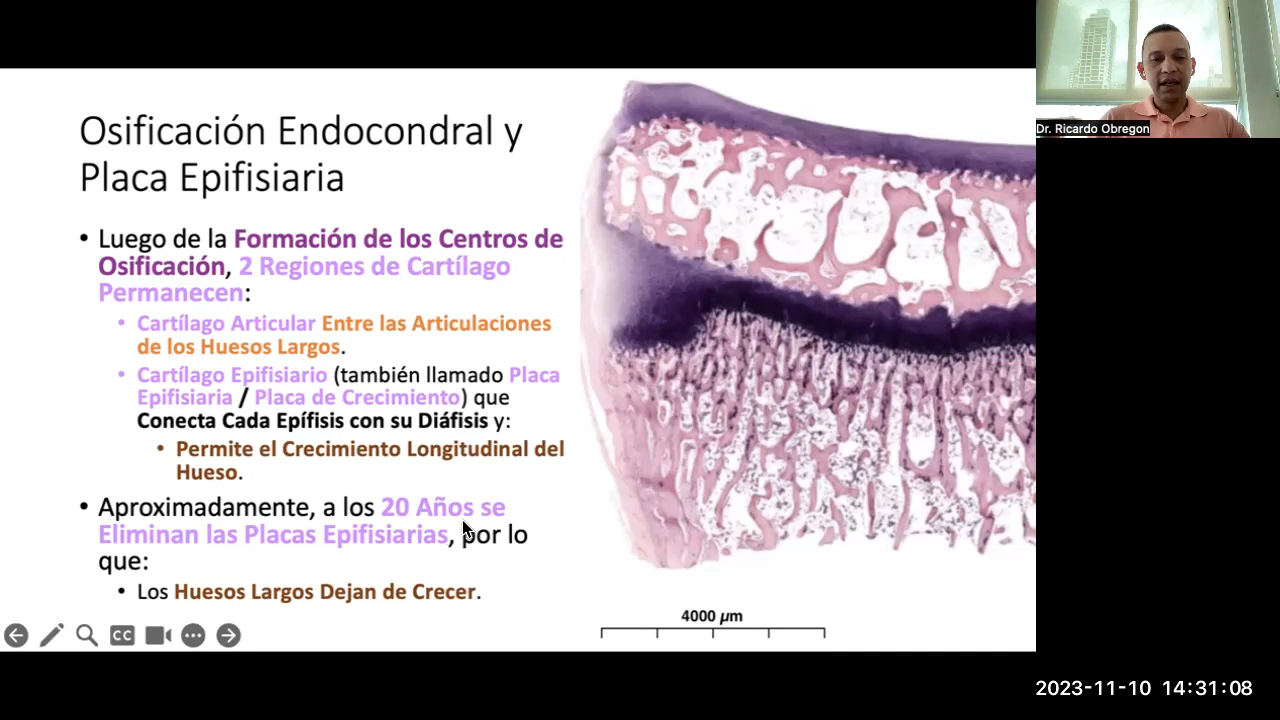 Osificación Endocondral y
Placa Epifisiaria
• Luego de la Formación de los Centros de
Osificación, 2 Regiones de Cartílago
Permanecen:
• Cartílago Articular Entre las Articulaciones
de los Huesos Largos.
• Cartílago Epifisiario (también llamado Placa
Epifisiaria / Placa de Crecimiento) que
Conecta Cada Epífisis con su Diáfisis y:
• Permite el Crecimiento Longitudinal del
Hueso.
• Aproximadamente, a los 20 Años se
Eliminan las Placas Epifisiarias, por lo
que:
• Los Huesos Largos Dejan de Crecer.
CC
4000 µm
Dr. Ricardo Obregon
2023-11-10 14:31:08